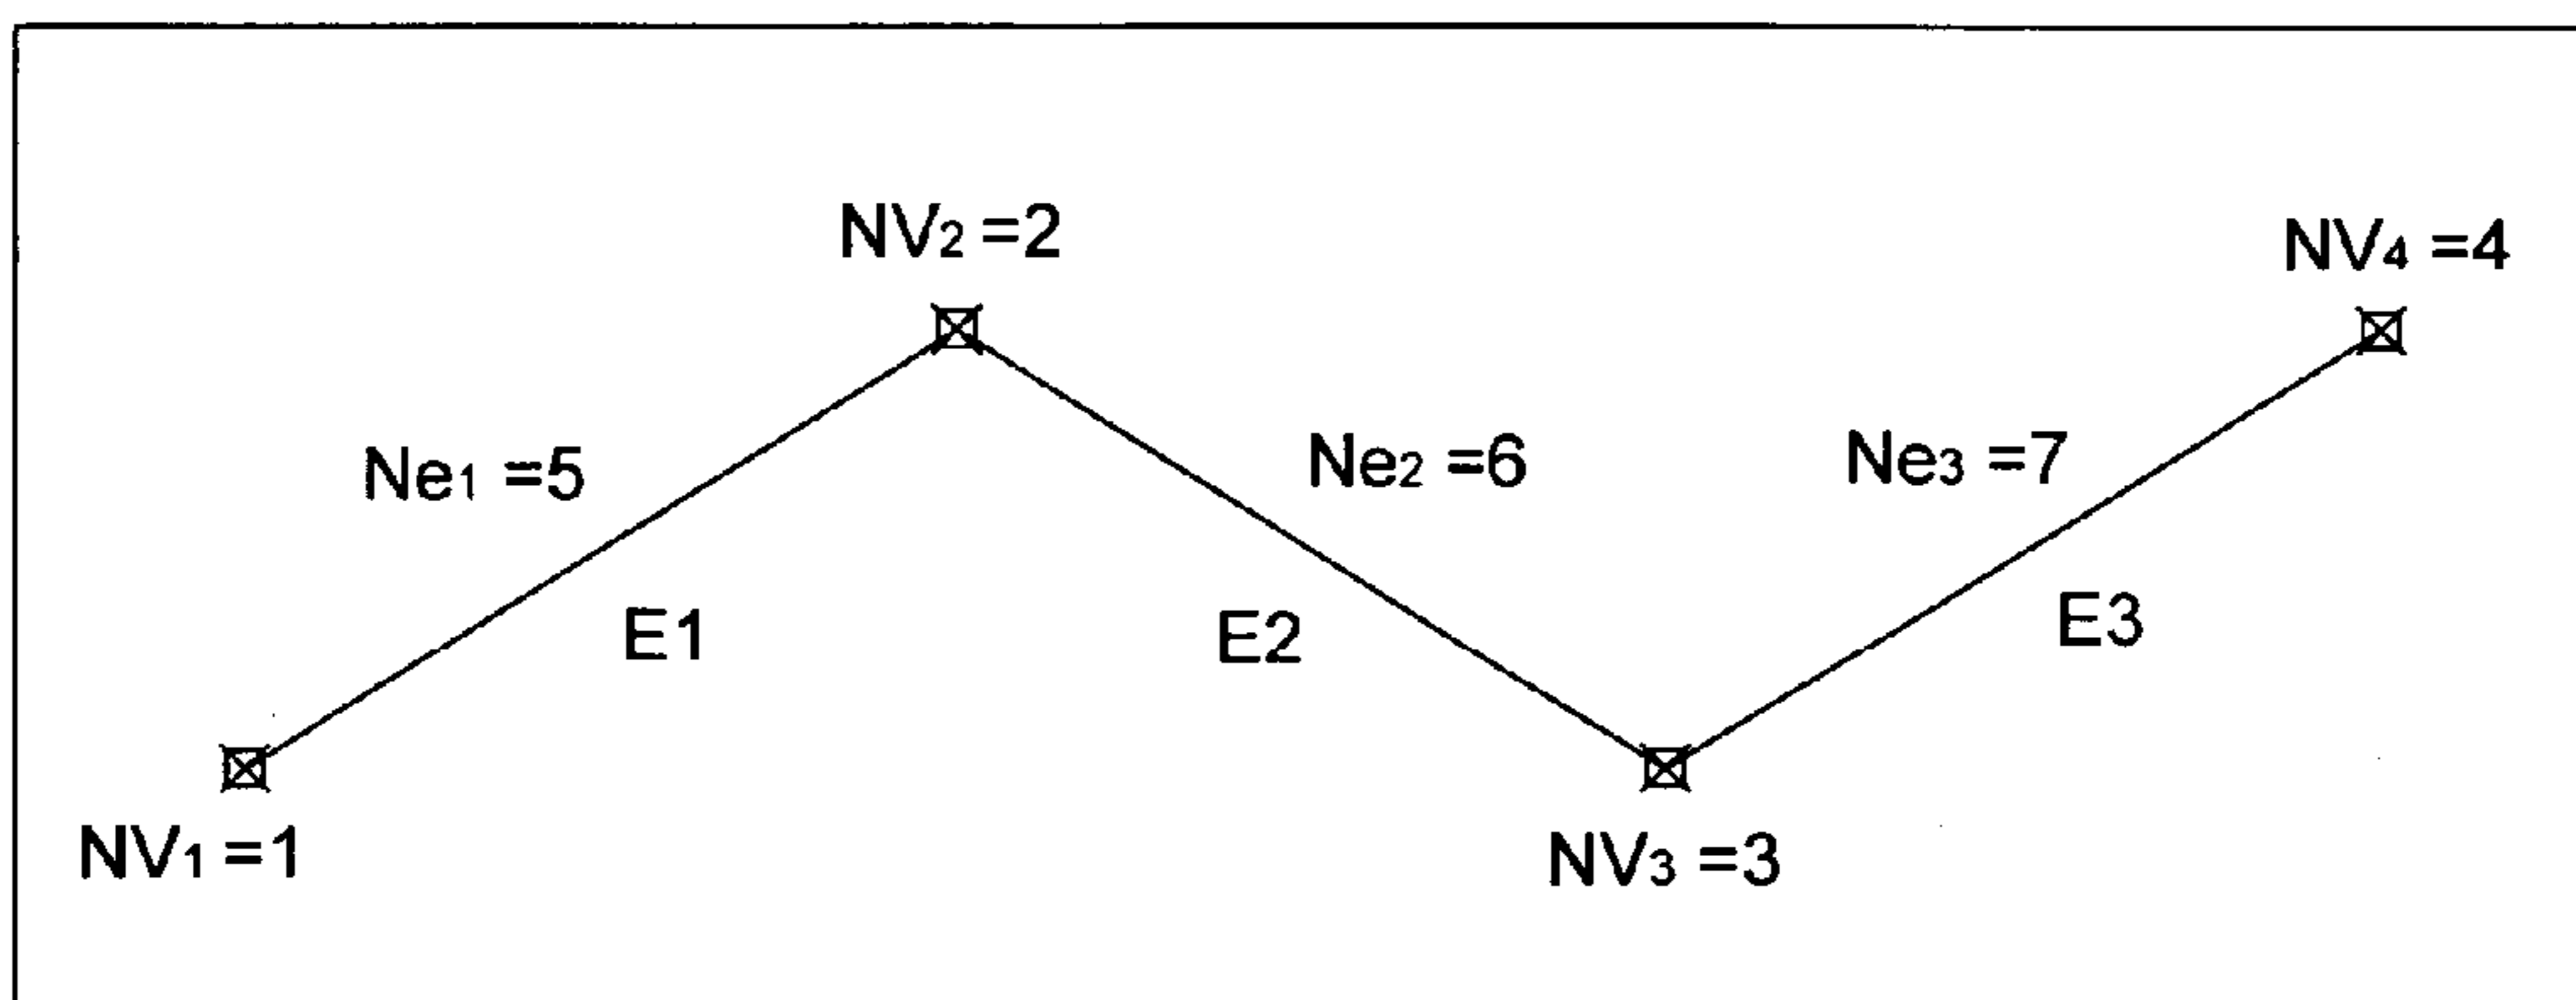 NV2 =2
NV4 =4
Ne1 =5
Ne2 =6
Ne3 =7
E1
E2
E3
NV1 =1
NV3 =3